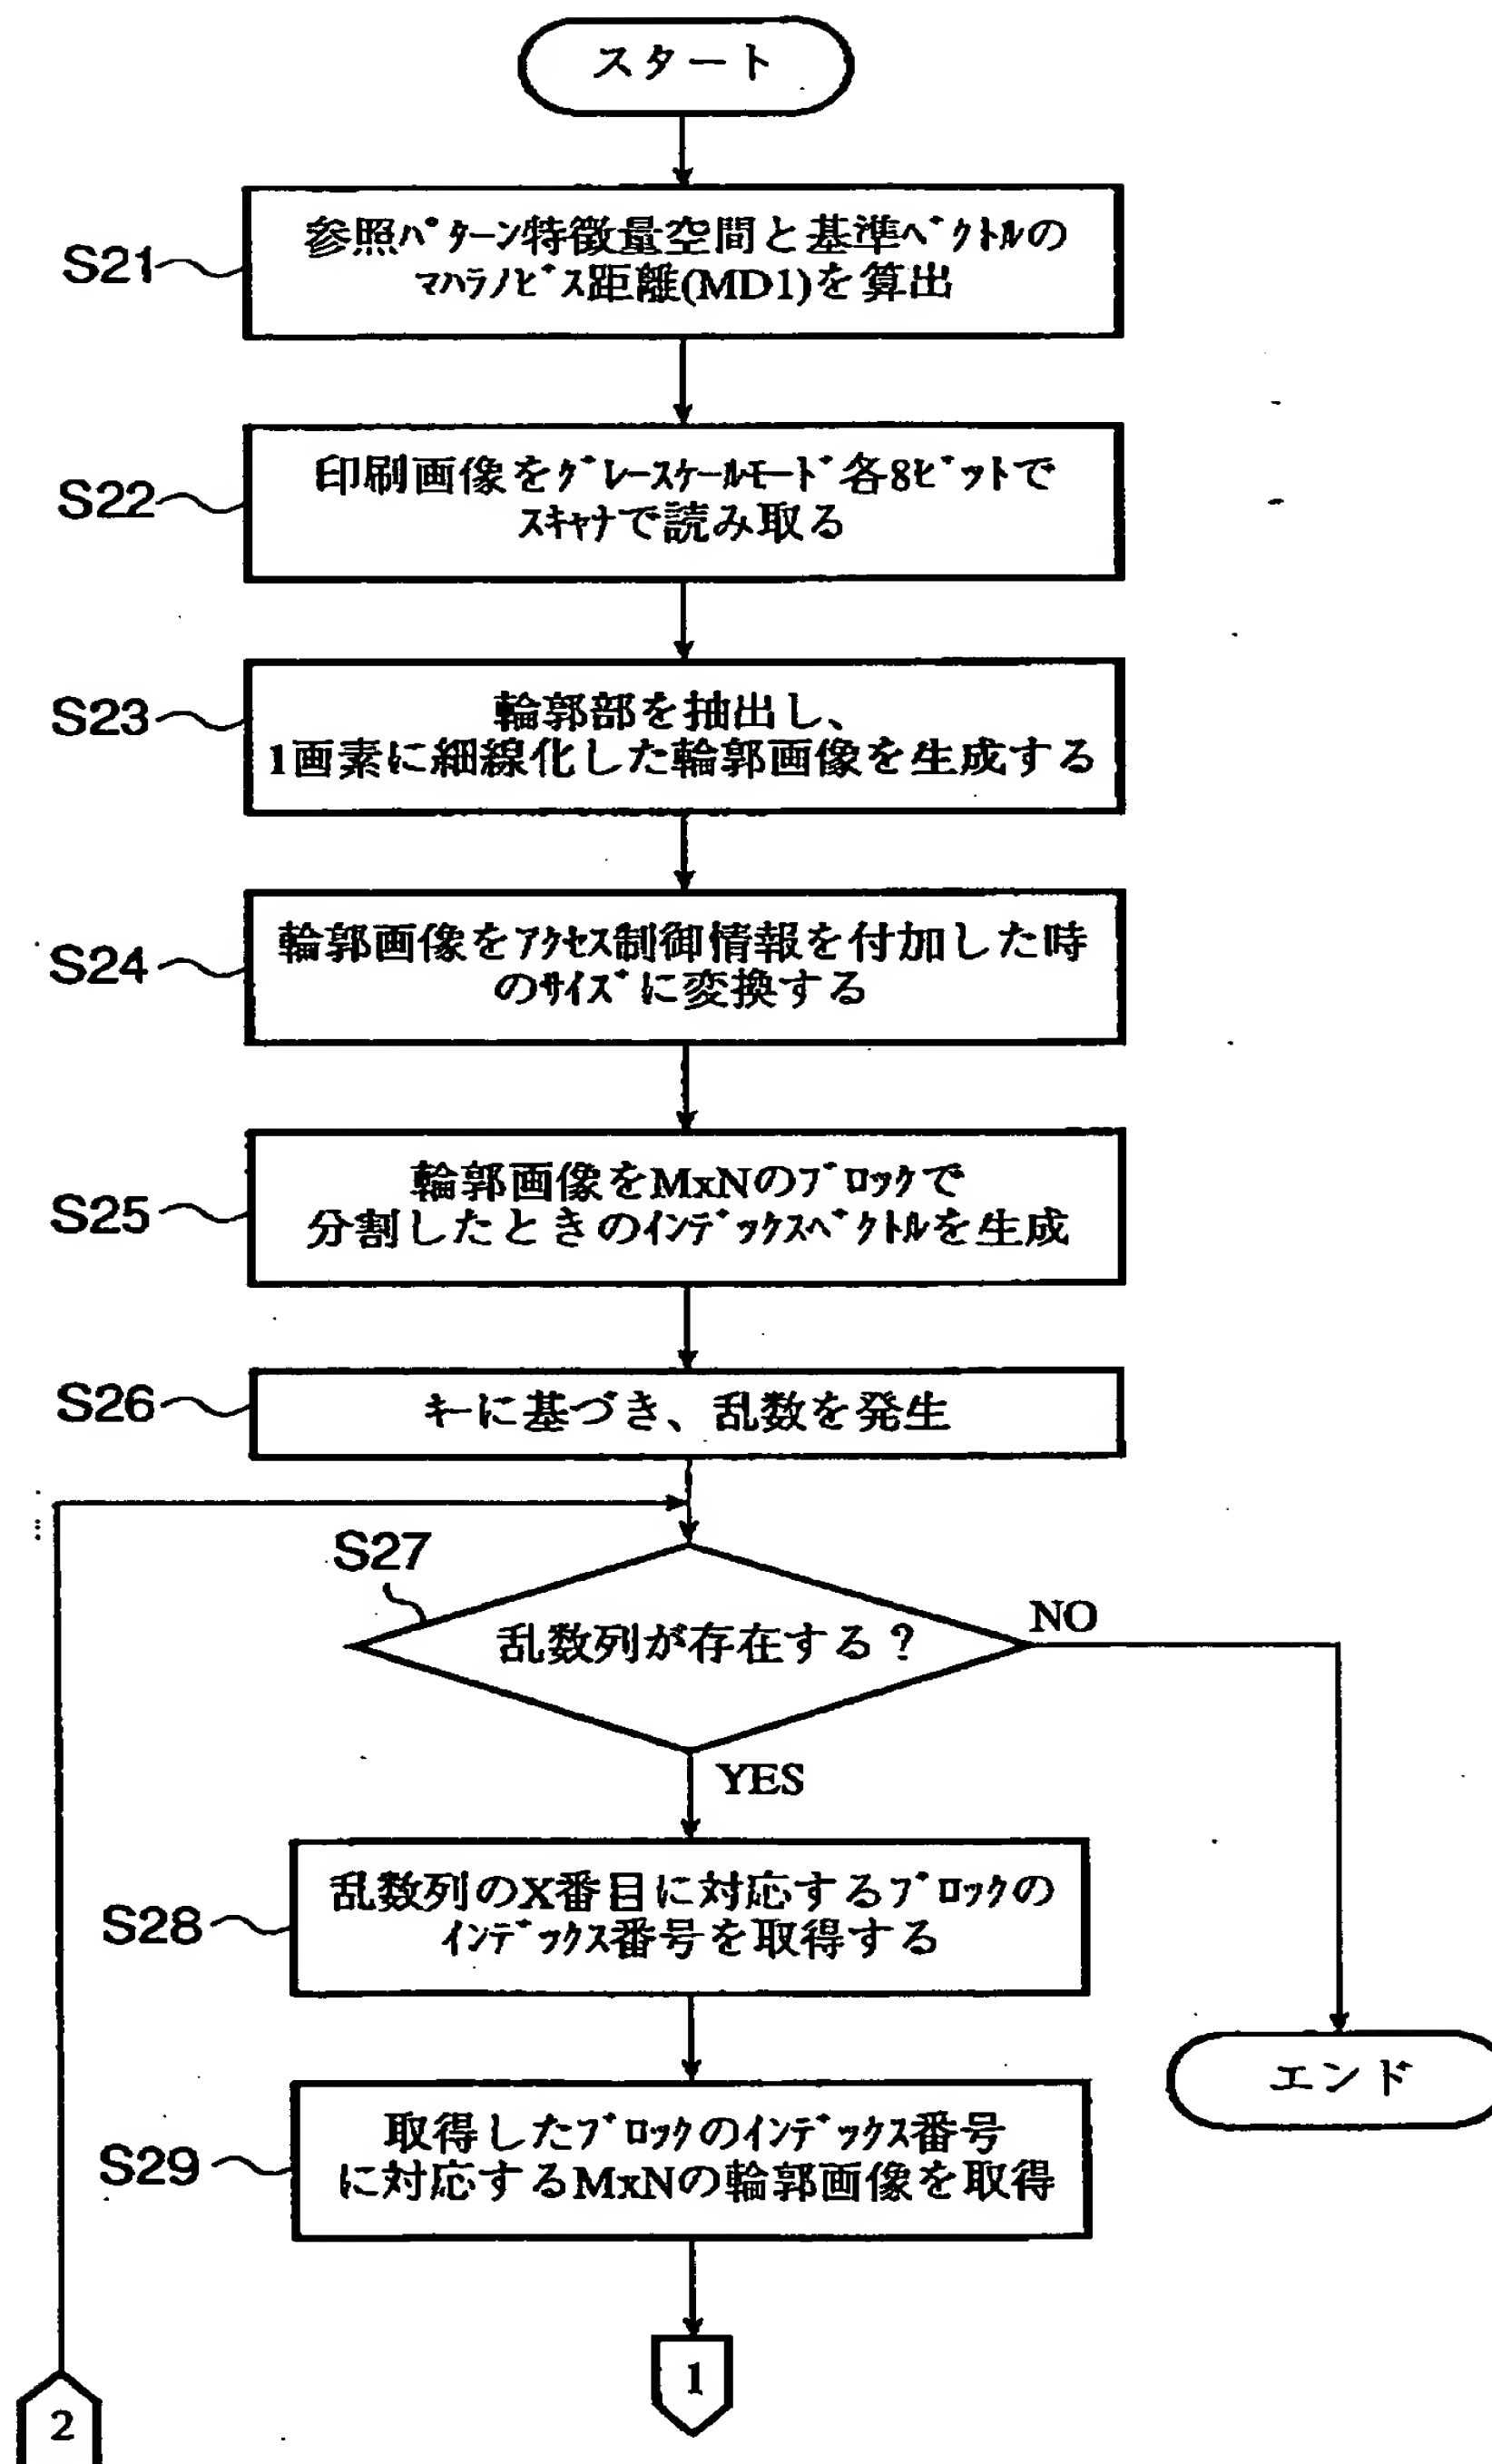 スタート
S21
参照パターン特徴量空間と基準ベクトルの
マハラノビス距離(MD1)を算出
S22
印刷画像をグレースケールモード各8ビットで
スキャナで読み取る
S23
輪郭部を抽出し、
1画素に細線化した輪郭画像を生成する
S24
輪郭画像をアクセス制御情報を付加した時
のサイズに変換する
S25
輪郭画像をMxNのブロックで
分割したときのインデックスベクトルを生成
S26
キーに基づき、乱数を発生
S27
乱数列が存在する?
NO
YES
S28
乱数列のX番目に対応するブロックの
インデックス番号を取得する
エンド
S29
取得したブロックのインデックス番号
に対応するMxNの輪郭画像を取得
1
2